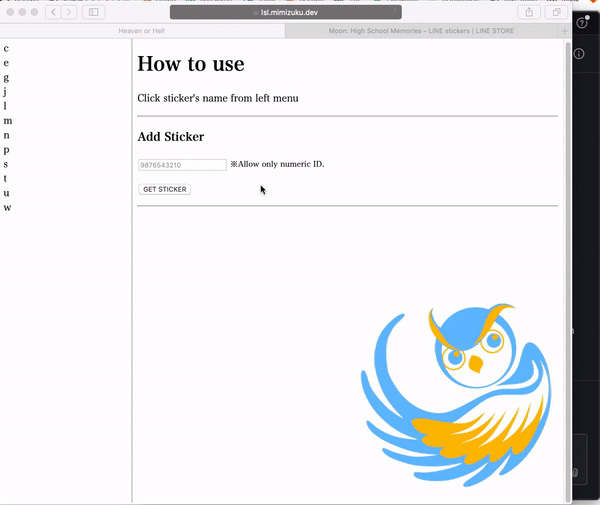 lsl.mimizuku.dev
Heaven or Hell
Moon: High School Memories – LINE stickers | LINE STORE
c
e
g
j
l
m
n
p
s
t
u
w
How to use
Click sticker's name from left menu
Add Sticker
9876543210
※Allow only numeric ID.
GET STICKER